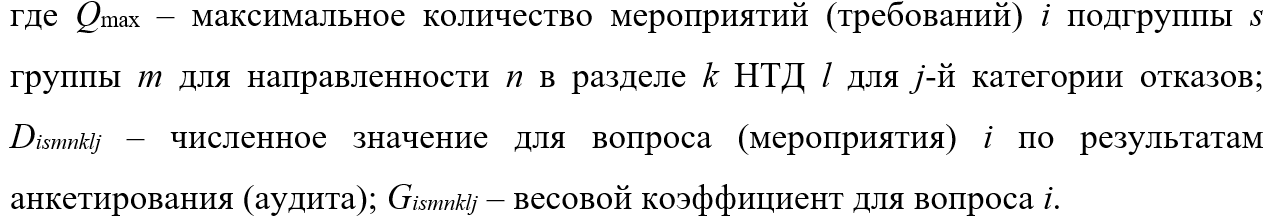 где Qmax – максимальное количество мероприятий (требований) i подгруппы s
группы m для направленности n в разделе k НТД l для j-й категории отказов;
Dismnklj – численное значение для вопроса (мероприятия) i по результатам
анкетирования (аудита); Gismnklj – весовой коэффициент для вопроса i.